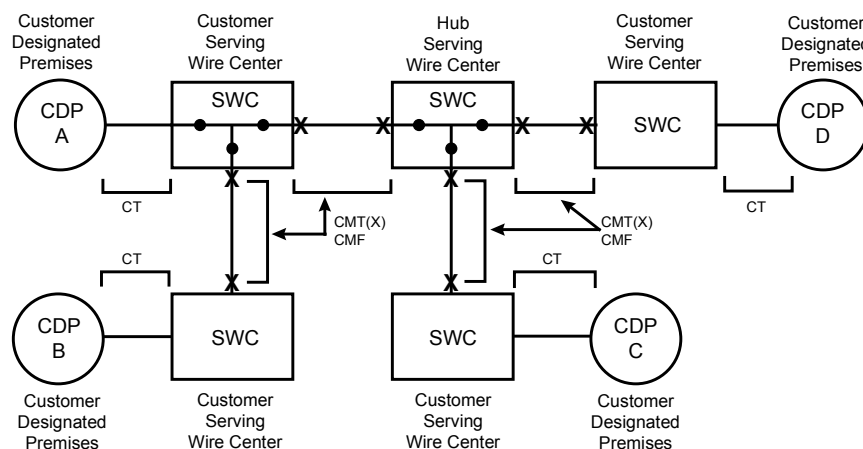 Customer
Designated
Premises
Customer
Serving
Wire Center
Hub
Serving
Wire Center
Customer
Serving
Wire Center
Customer
Designated
Premises
CDP
A
SWC
SWC
SWC
CDP
D
X
X
X
X
X
X
CT
CMT(X)
CMF
CMT(X)
CMF
CT
CT
CT
X
X
CDP
B
SWC
SWC
CDP
C
Customer
Designated
Premises
Customer
Serving
Wire Center
Customer
Serving
Wire Center
Customer
Designated
Premises